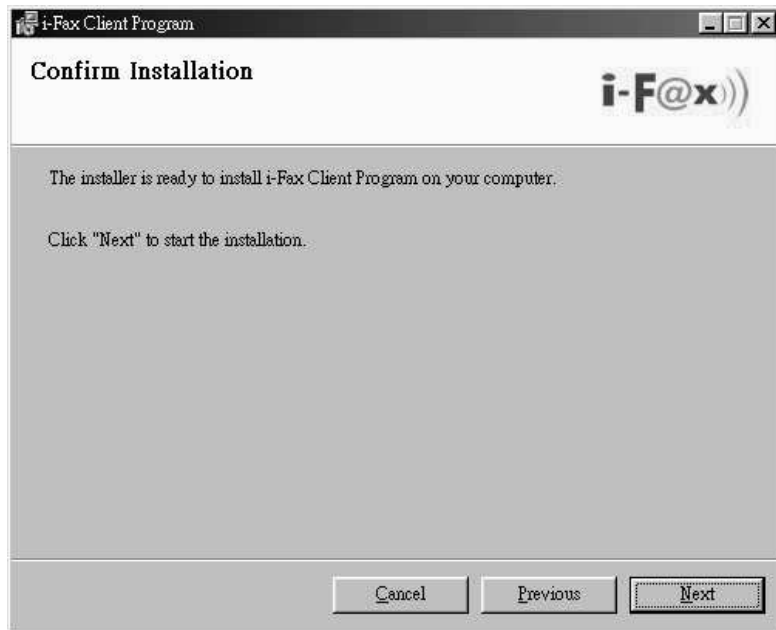 i-Fax Client Program
Confirm Installation
i-F@x
The installer is ready to install i-Fax Client Program on your computer.
Click "Next" to start the installation.
Cancel
Previous
Next